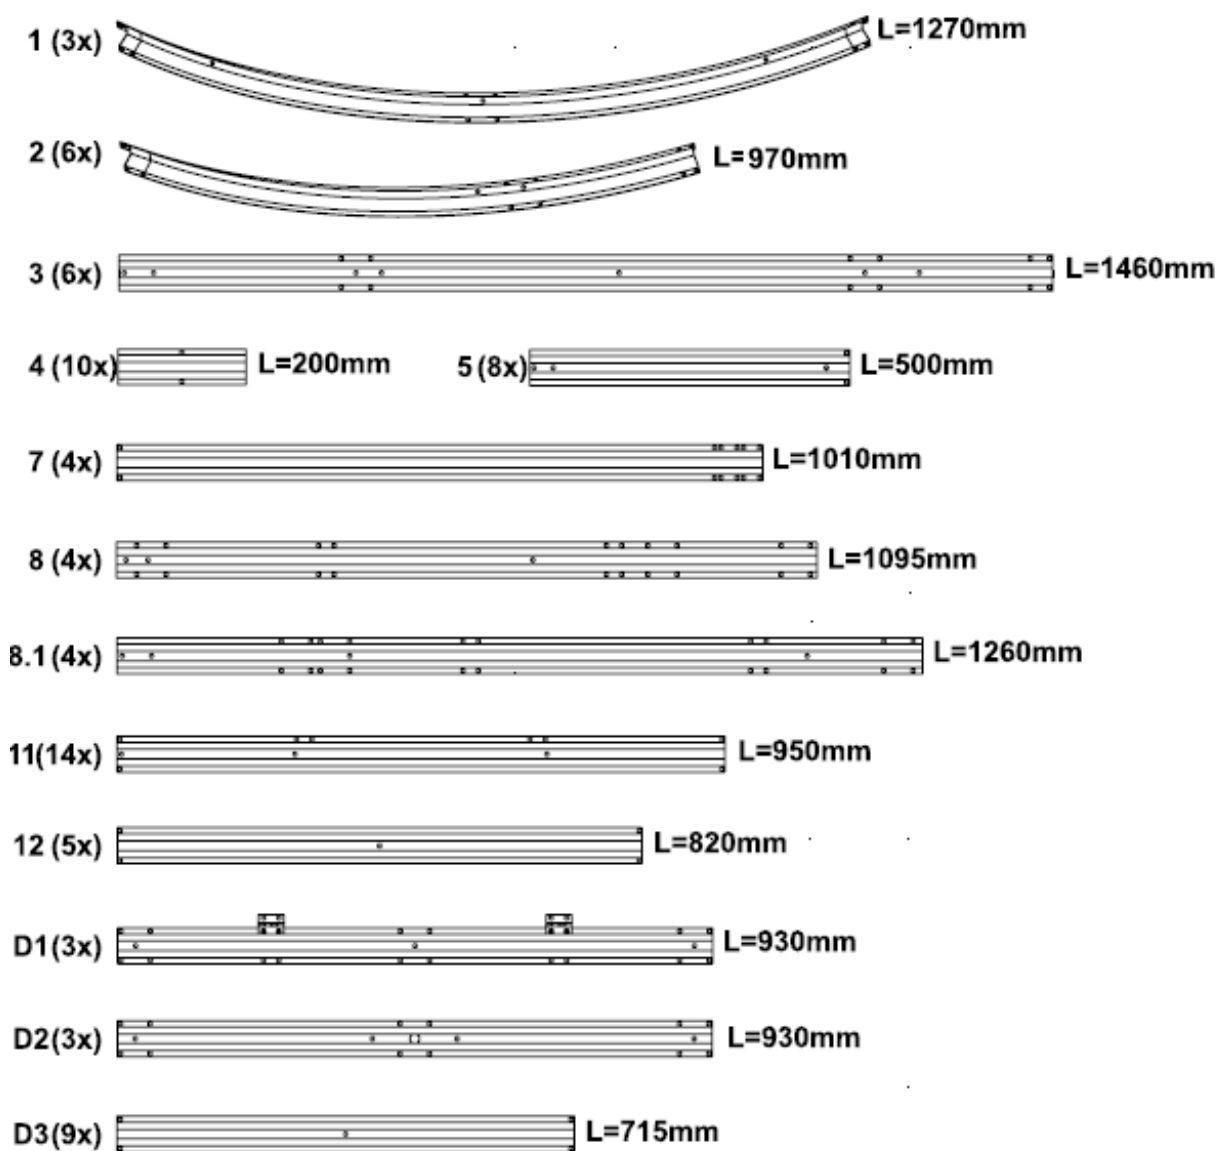 1 (3x) L=1270mm
2 (6x) L=970mm
3 (6x) L=1460mm
4 (10x) L=200mm 5 (8x) L=500mm
7 (4x) L=1010mm
8 (4x) L=1095mm
8.1 (4x) L=1260mm
11(14x) L=950mm
12 (5x) L=820mm
D1(3x) L=930mm
D2(3x) L=930mm
D3(9x) L=715mm